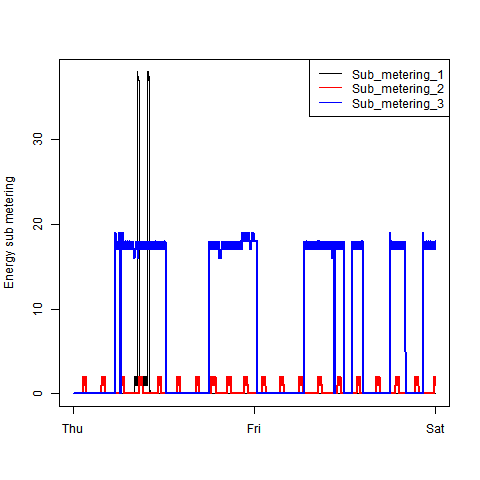 Sub_metering_1
Sub_metering_2
Sub_metering_3
Energy sub metering
30
20
10
0
Thu
Fri
Sat